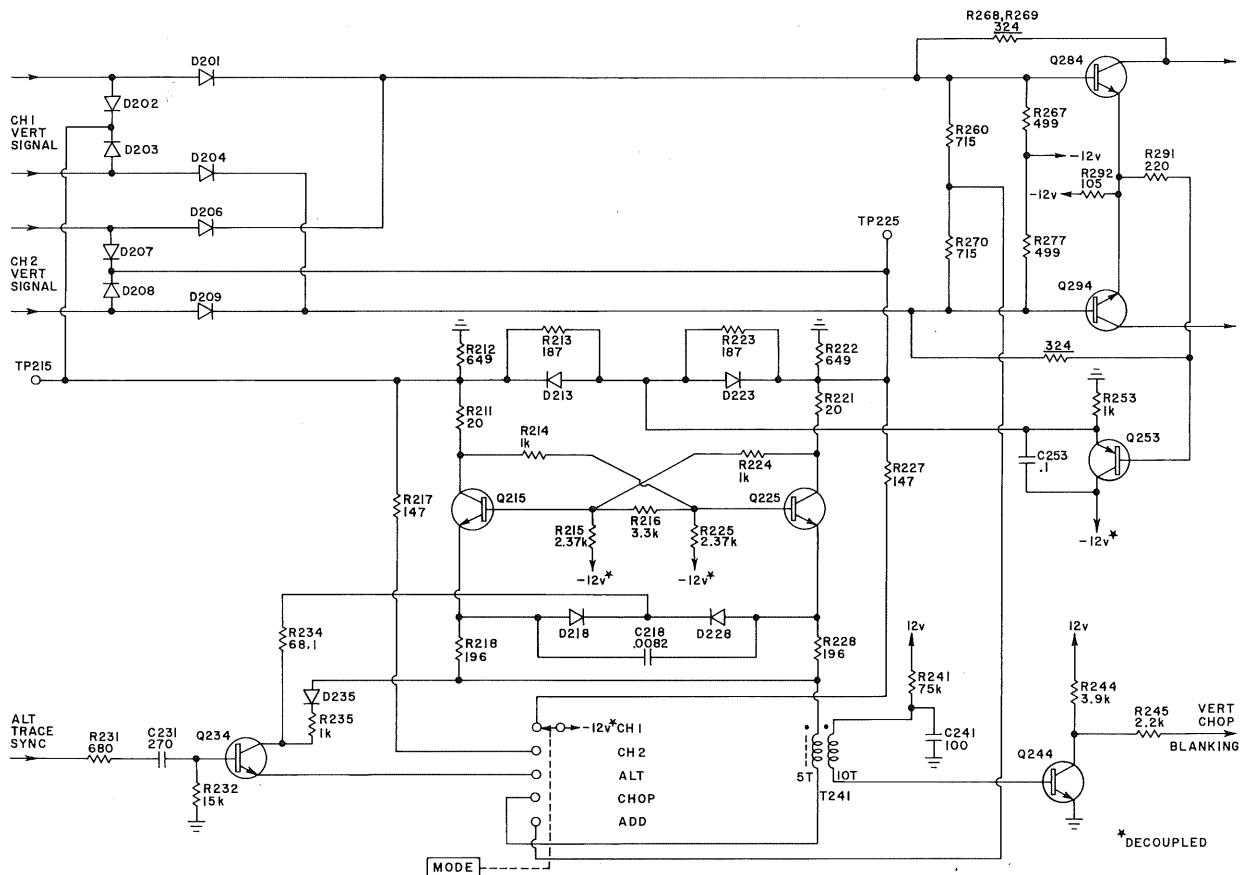 R268,R269
324
D201
Q284
D202
CH1
VERT
SIGNAL
D203
D204
R260
715
R267
499
-12v
R291
220
R292
105
-12v
D206
TP225
D207
CH2
VERT
SIGNAL
D208
D209
R270
715
R277
499
Q294
R212
649
R213
187
R223
187
R222
649
324
TP215
D213
D223
R253
1k
R211
20
R221
20
R214
1k
R224
1k
C253
.1
Q253
R217
147
Q215
Q225
R227
147
R215
2.37k
R216
3.3k
R225
2.37k
-12v*
-12v*
-12v*
R234
68.1
D218
C218
.0082
D228
R218
196
R228
196
12v
12v
D235
R241
75k
R244
3.9k
R235
1k
-12v*
CH1
ALT
TRACE
SYNC
R231
680
C231
270
Q234
CH2
C241
100
R245
2.2k
VERT
CHOP
BLANKING
ALT
Q244
R232
15k
5T
10T
T241
CHOP
ADD
*DECOUPLED
MODE